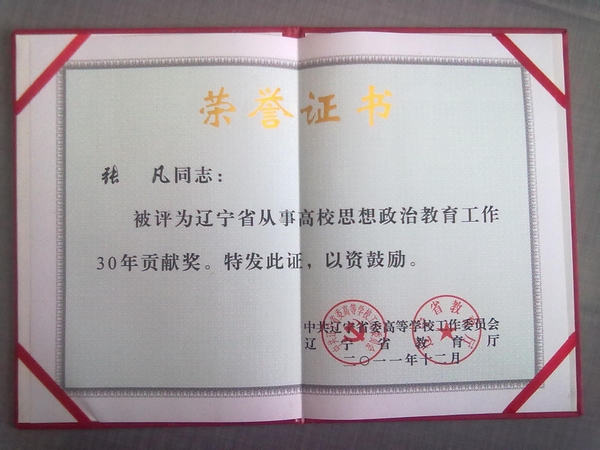 荣誉证书
张 凡同志：
被评为辽宁省从事高校思想政治教育工作
30年贡献奖。特发此证，以资鼓励。
中共辽宁省委高等学校工作委员会
辽宁省教育厅
二〇一一年十二月